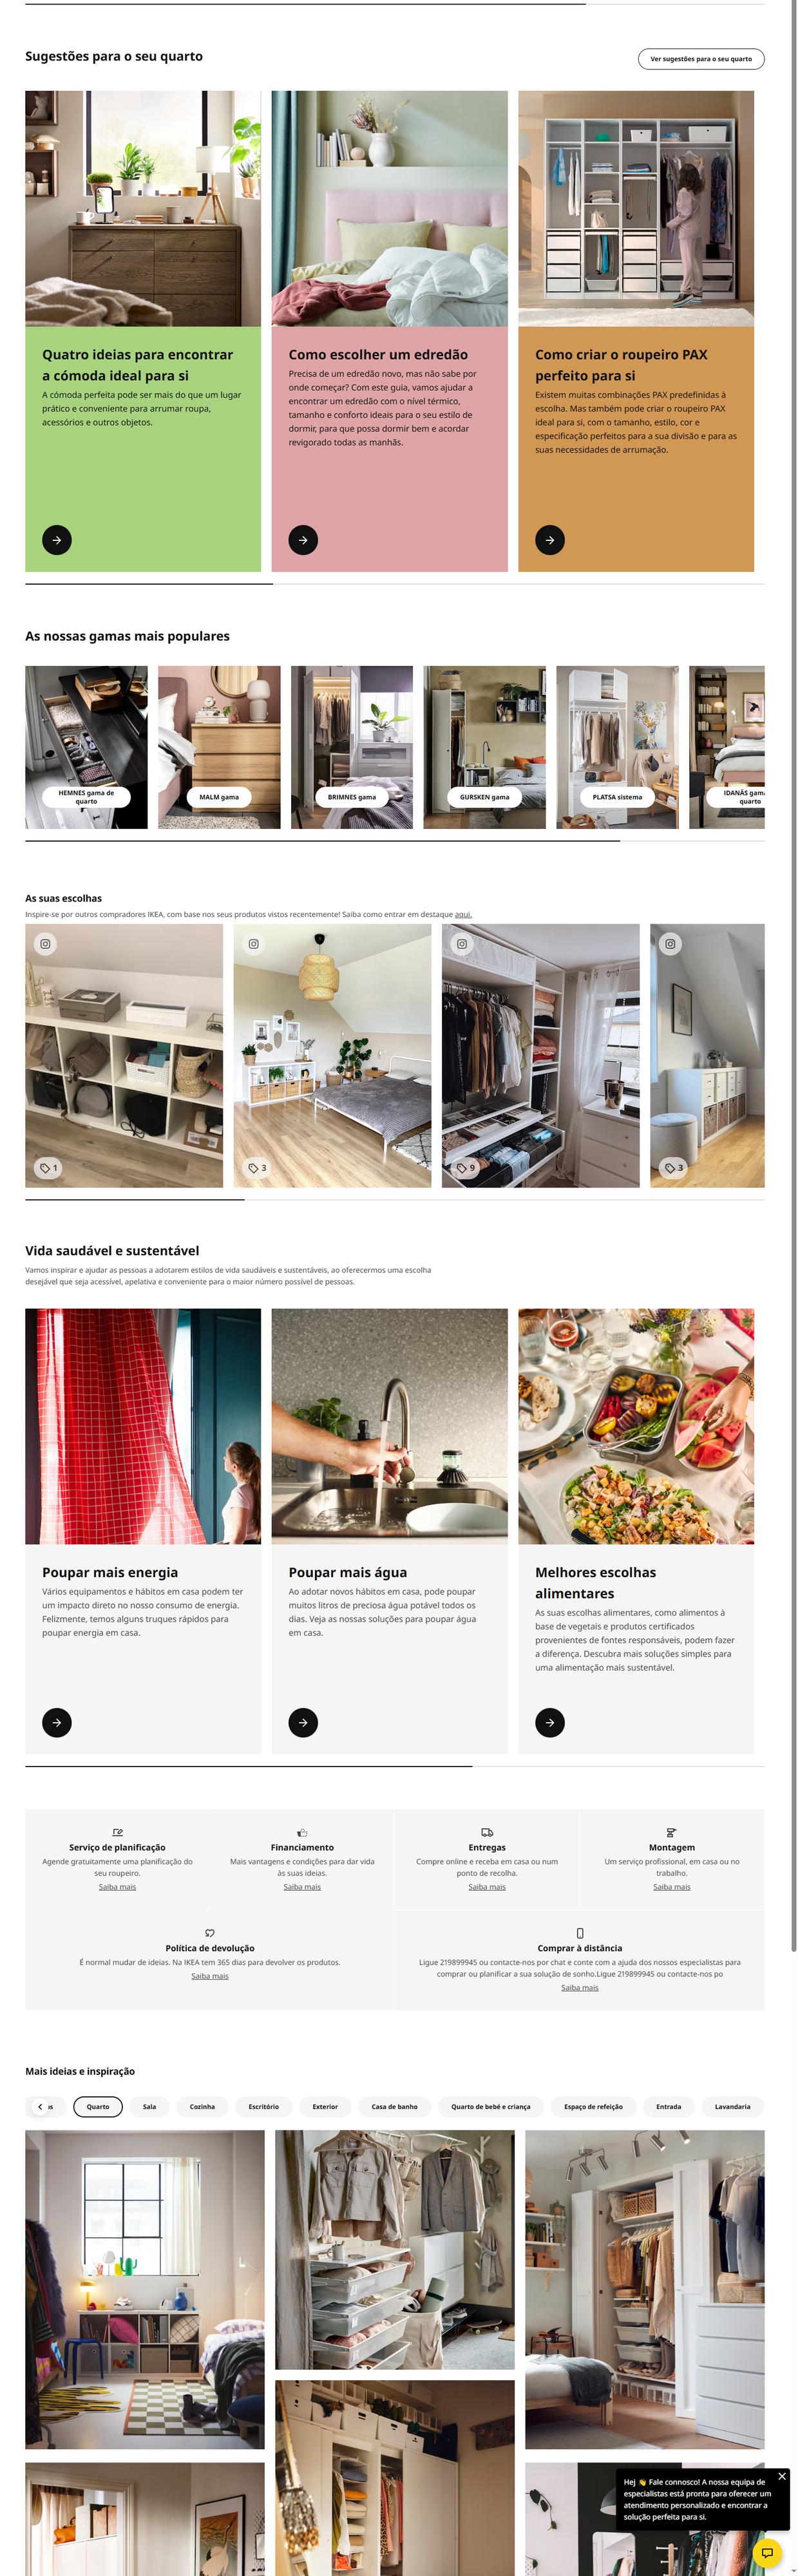 Sugestões para o seu quarto
Ver sugestões para o seu quarto
Quatro ideias para encontrar
a cómoda ideal para si
A cómoda perfeita pode ser mais do que um lugar
prático e conveniente para arrumar roupa,
acessórios e outros objetos.
Como escolher um edredão
Precisa de um edredão novo, mas não sabe por
onde começar? Com este guia, vamos ajudar a
encontrar um edredão com o nível térmico,
tamanho e conforto ideais para o seu estilo de
dormir, para que possa dormir bem e acordar
revigorado todas as manhãs.
Como criar o roupeiro PAX
perfeito para si
Existem muitas combinações PAX predefinidas à
escolha. Mas também pode criar o roupeiro PAX
ideal para si, com o tamanho, estilo, cor e
especificação perfeitos para a sua divisão e para as
suas necessidades de arrumação.
As nossas gamas mais populares
HEMNES gama de
quarto
MALM gama
BRIMNES gama
GURSKEN gama
PLATSA sistema
IDANÄS gam
quarto
As suas escolhas
Inspire-se por outros compradores IKEA, com base nos seus produtos vistos recentemente! Saiba como entrar em destaque aqui.
1
3
9
3
Vida saudável e sustentável
Vamos inspirar e ajudar as pessoas a adotarem estilos de vida saudáveis e sustentáveis, ao oferecermos uma escolha
desejável que seja acessível, apelativa e conveniente para o maior número possível de pessoas.
Poupar mais energia
Vários equipamentos e hábitos em casa podem ter
um impacto direto no nosso consumo de energia.
Felizmente, temos alguns truques rápidos para
poupar energia em casa.
Poupar mais água
Ao adotar novos hábitos em casa, pode poupar
muitos litros de preciosa água potável todos os
dias. Veja as nossas soluções para poupar água
em casa.
Melhores escolhas
alimentares
As suas escolhas alimentares, como alimentos à
base de vegetais e produtos certificados
provenientes de fontes responsáveis, podem fazer
a diferença. Descubra mais soluções simples para
uma alimentação mais sustentável.
Serviço de planificação
Agende gratuitamente uma planificação do
seu roupeiro.
Saiba mais
Financiamento
Mais vantagens e condições para dar vida
às suas ideias.
Saiba mais
Entregas
Compre online e receba em casa ou num
ponto de recolha.
Saiba mais
Montagem
Um serviço profissional, em casa ou no
trabalho.
Saiba mais
Política de devolução
É normal mudar de ideias. Na IKEA tem 365 dias para devolver os produtos.
Saiba mais
Comprar à distância
Ligue 219899945 ou contacte-nos por chat e conte com a ajuda dos nossos especialistas para
comprar ou planificar a sua solução de sonho.Ligue 219899945 ou contacte-nos po
Saiba mais
Mais ideias e inspiração
os
Quarto
Sala
Cozinha
Escritório
Exterior
Casa de banho
Quarto de bebé e criança
Espaço de refeição
Entrada
Lavandaria
Hej 👋 Fale connosco! A nossa equipa de
especialistas está pronta para oferecer um
atendimento personalizado e encontrar a
solução perfeita para si.